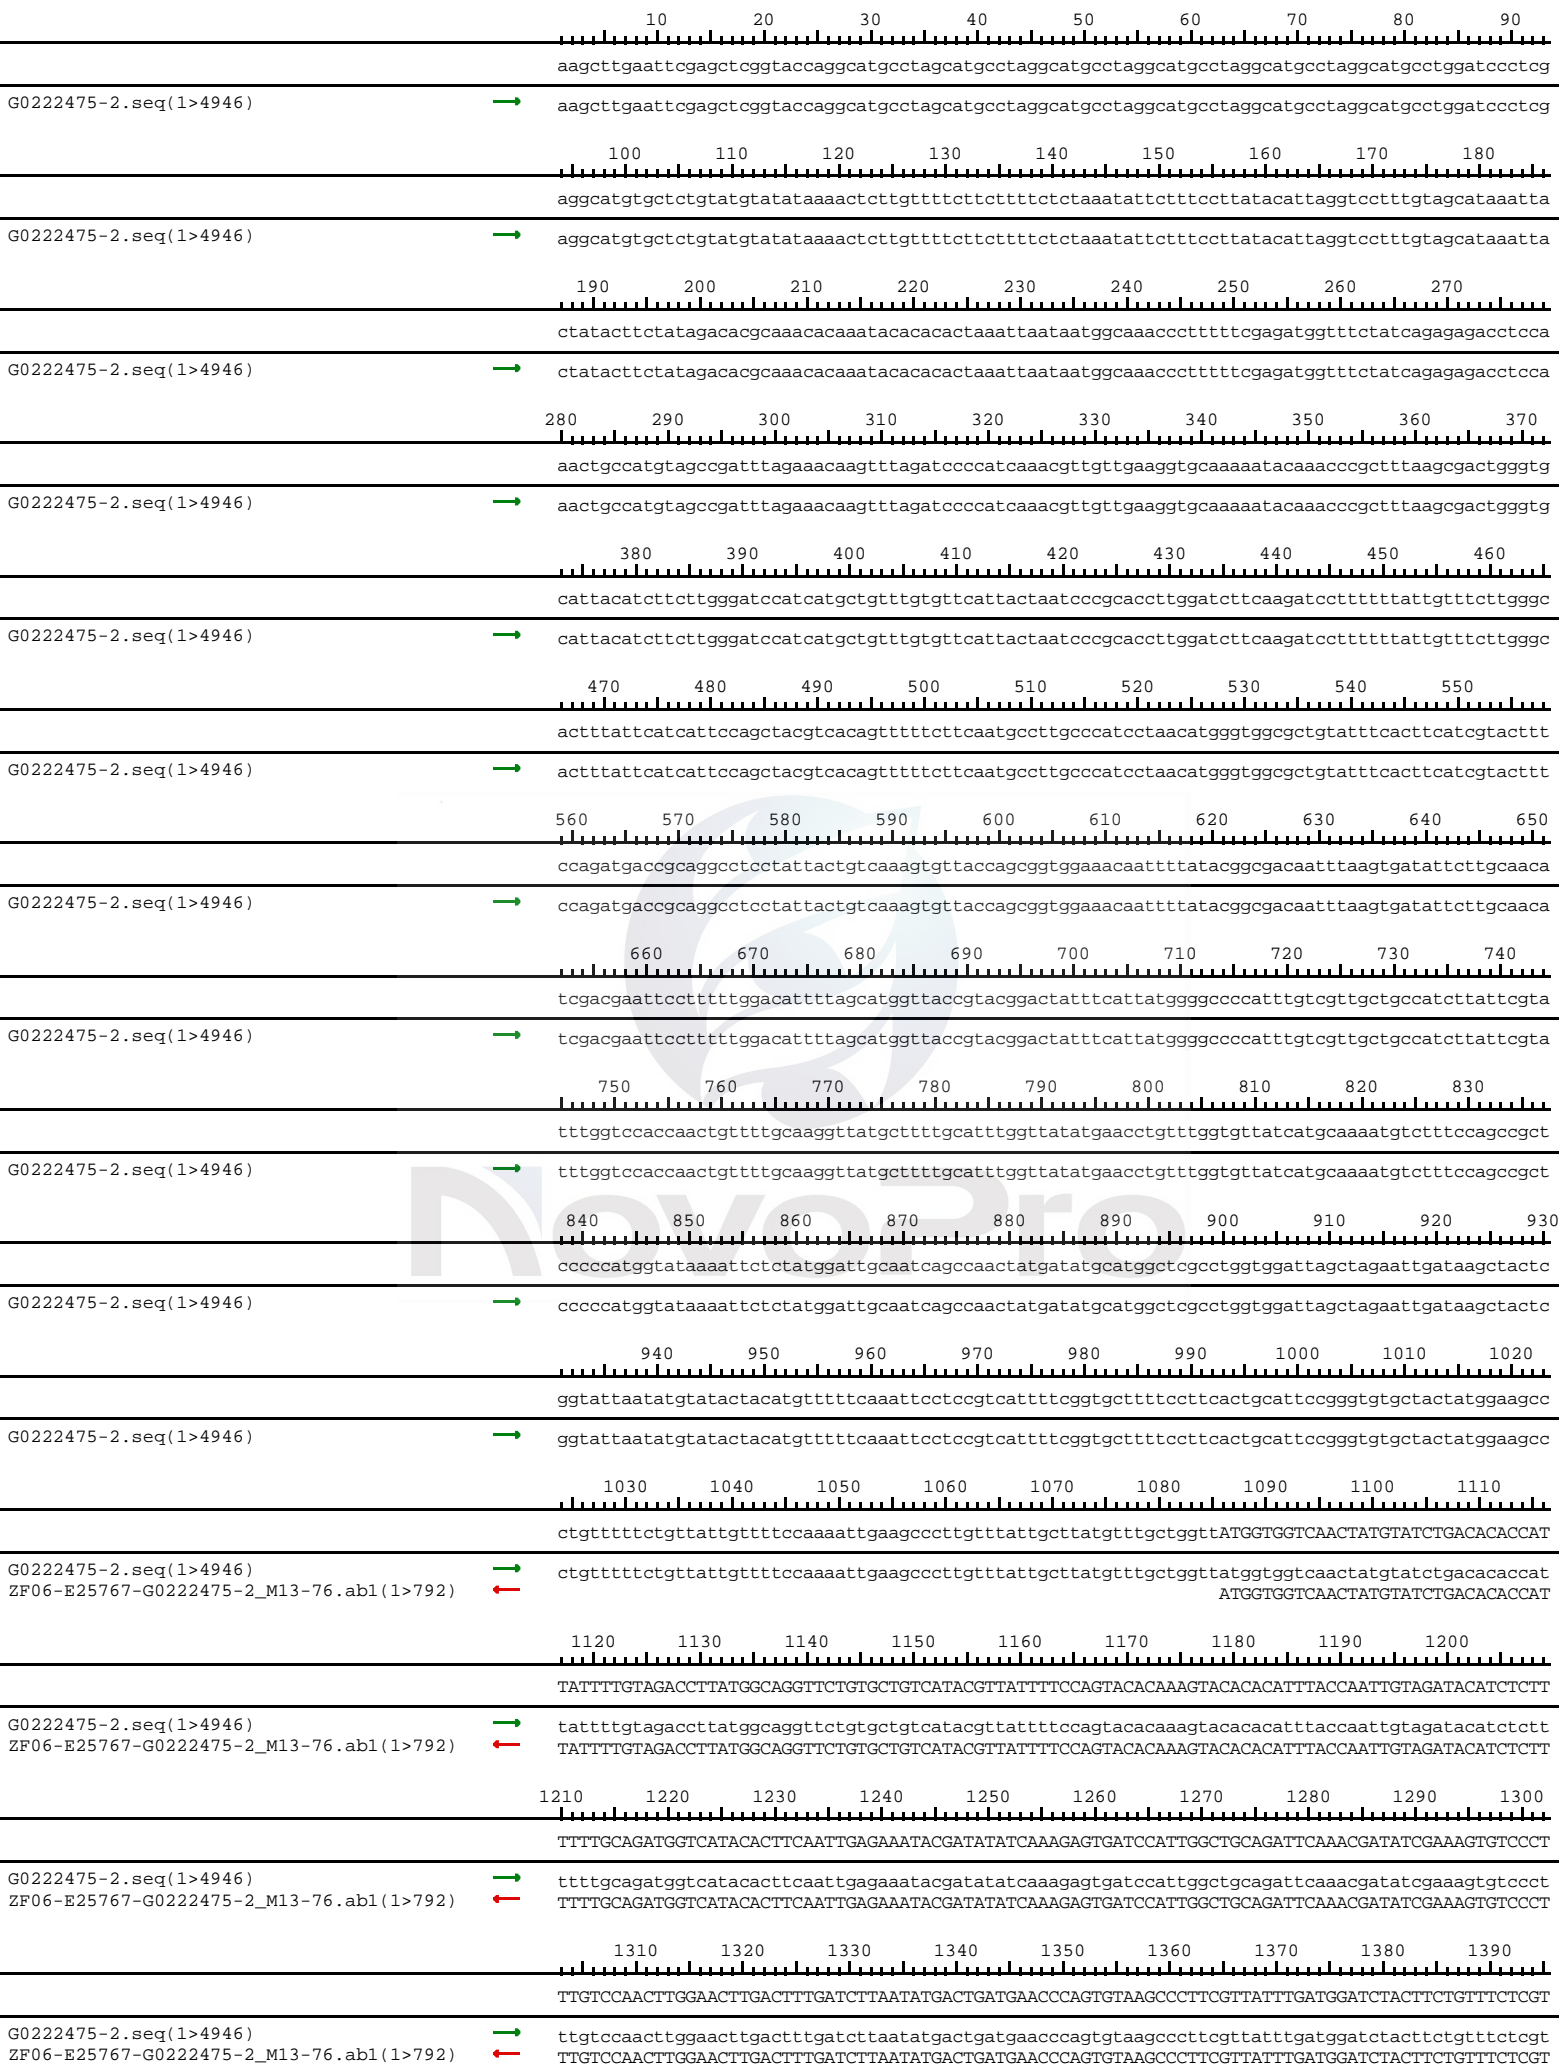 10 20 30 40 50 60 70 80 90
aagcttgaattcgagctcggtaccaggcatgcctagcatgcctaggcatgcctaggcatgcctaggcatgcctaggcatgcctggatccctcg
G0222475-2.seq(1>4946) aagcttgaattcgagctcggtaccaggcatgcctagcatgcctaggcatgcctaggcatgcctaggcatgcctaggcatgcctggatccctcg
100 110 120 130 140 150 160 170 180
aggcatgtgctctgtatgtatataaaactcttgttttcttcttttctctaaatattctttccttatacattaggtcctttgtagcataaatta
G0222475-2.seq(1>4946) aggcatgtgctctgtatgtatataaaactcttgttttcttcttttctctaaatattctttccttatacattaggtcctttgtagcataaatta
190 200 210 220 230 240 250 260 270
ctatacttctatagacacgcaaacacaaatacacacactaaattaataatggcaaaccctttttcgagatggtttctatcagagagacctcca
G0222475-2.seq(1>4946) ctatacttctatagacacgcaaacacaaatacacacactaaattaataatggcaaaccctttttcgagatggtttctatcagagagacctcca
280 290 300 310 320 330 340 350 360 370
aactgccatgtagccgatttagaaacaagtttagatccccatcaaacgttgttgaaggtgcaaaaatacaaacccgctttaagcgactgggtg
G0222475-2.seq(1>4946) aactgccatgtagccgatttagaaacaagtttagatccccatcaaacgttgttgaaggtgcaaaaatacaaacccgctttaagcgactgggtg
380 390 400 410 420 430 440 450 460
cattacatcttcttgggatccatcatgctgtttgtgttcattactaatcccgcaccttggatcttcaagatccttttttattgtttcttgggc
G0222475-2.seq(1>4946) cattacatcttcttgggatccatcatgctgtttgtgttcattactaatcccgcaccttggatcttcaagatccttttttattgtttcttgggc
470 480 490 500 510 520 530 540 550
actttattcatcattccagctacgtcacagtttttcttcaatgccttgcccatcctaacatgggtggcgctgtatttcacttcatcgtacttt
G0222475-2.seq(1>4946) actttattcatcattccagctacgtcacagtttttcttcaatgccttgcccatcctaacatgggtggcgctgtatttcacttcatcgtacttt
560 570 580 590 600 610 620 630 640 650
ccagatgaccgcaggcctcctattactgtcaaagtgttaccagcggtggaaacaattttatacggcgacaatttaagtgatattcttgcaaca
G0222475-2.seq(1>4946) ccagatgaccgcaggcctcctattactgtcaaagtgttaccagcggtggaaacaattttatacggcgacaatttaagtgatattcttgcaaca
660 670 680 690 700 710 720 730 740
tcgacgaattcctttttggacattttagcatggttaccgtacggactatttcattatggggccccatttgtcgttgctgccatcttattcgta
G0222475-2.seq(1>4946) tcgacgaattcctttttggacattttagcatggttaccgtacggactatttcattatggggccccatttgtcgttgctgccatcttattcgta
750 760 770 780 790 800 810 820 830
tttggtccaccaactgttttgcaaggttatgcttttgcatttggttatatgaacctgtttggtgttatcatgcaaaatgtctttccagccgct
G0222475-2.seq(1>4946) tttggtccaccaactgttttgcaaggttatgcttttgcatttggttatatgaacctgtttggtgttatcatgcaaaatgtctttccagccgct
NovoPro
840 850 860 870 880 890 900 910 920 930
cccccatggtataaaattctctatggattgcaatcagccaactatgatatgcatggctcgcctggtggattagctagaattgataagctactc
G0222475-2.seq(1>4946) cccccatggtataaaattctctatggattgcaatcagccaactatgatatgcatggctcgcctggtggattagctagaattgataagctactc
940 950 960 970 980 990 1000 1010 1020
ggtattaatatgtatactacatgtttttcaaattcctccgtcattttcggtgcttttccttcactgcattccgggtgtgctactatggaagcc
G0222475-2.seq(1>4946) ggtattaatatgtatactacatgtttttcaaattcctccgtcattttcggtgcttttccttcactgcattccgggtgtgctactatggaagcc
1030 1040 1050 1060 1070 1080 1090 1100 1110
ctgtttttctgttattgttttccaaaattgaagcccttgtttattgcttatgtttgctggttATGGTGGTCAACTATGTATCTGACACACCAT
G0222475-2.seq(1>4946) ctgtttttctgttattgttttccaaaattgaagcccttgtttattgcttatgtttgctggttatggtggtcaactatgtatctgacacaccat
ZF06-E25767-G0222475-2_M13-76.ab1(1>792) ATGGTGGTCAACTATGTATCTGACACACCAT
1120 1130 1140 1150 1160 1170 1180 1190 1200
TATTTTGTAGACCTTATGGCAGGTTCTGTGCTGTCATACGTTATTTTCCAGTACACAAAGTACACACATTTACCAATTGTAGATACATCTCTT
G0222475-2.seq(1>4946) tattttgtagaccttatggcaggttctgtgctgtcatacgttattttccagtacacaaagtacacacatttaccaattgtagatacatctctt
ZF06-E25767-G0222475-2_M13-76.ab1(1>792) TATTTTGTAGACCTTATGGCAGGTTCTGTGCTGTCATACGTTATTTTCCAGTACACAAAGTACACACATTTACCAATTGTAGATACATCTCTT
1210 1220 1230 1240 1250 1260 1270 1280 1290 1300
TTTTGCAGATGGTCATACACTTCAATTGAGAAATACGATATATCAAAGAGTGATCCATTGGCTGCAGATTCAAACGATATCGAAAGTGTCCCT
G0222475-2.seq(1>4946) ttttgcagatggtcatacacttcaattgagaaatacgatatatcaaagagtgatccattggctgcagattcaaacgatatcgaaagtgtccct
ZF06-E25767-G0222475-2_M13-76.ab1(1>792) TTTTGCAGATGGTCATACACTTCAATTGAGAAATACGATATATCAAAGAGTGATCCATTGGCTGCAGATTCAAACGATATCGAAAGTGTCCCT
1310 1320 1330 1340 1350 1360 1370 1380 1390
TTGTCCAACTTGGAACTTGACTTTGATCTTAATATGACTGATGAACCCAGTGTAAGCCCTTCGTTATTTGATGGATCTACTTCTGTTTCTCGT
G0222475-2.seq(1>4946) ttgtccaacttggaacttgactttgatcttaatatgactgatgaacccagtgtaagcccttcgttatttgatggatctacttctgtttctcgt
ZF06-E25767-G0222475-2_M13-76.ab1(1>792) TTGTCCAACTTGGAACTTGACTTTGATCTTAATATGACTGATGAACCCAGTGTAAGCCCTTCGTTATTTGATGGATCTACTTCTGTTTCTCGT